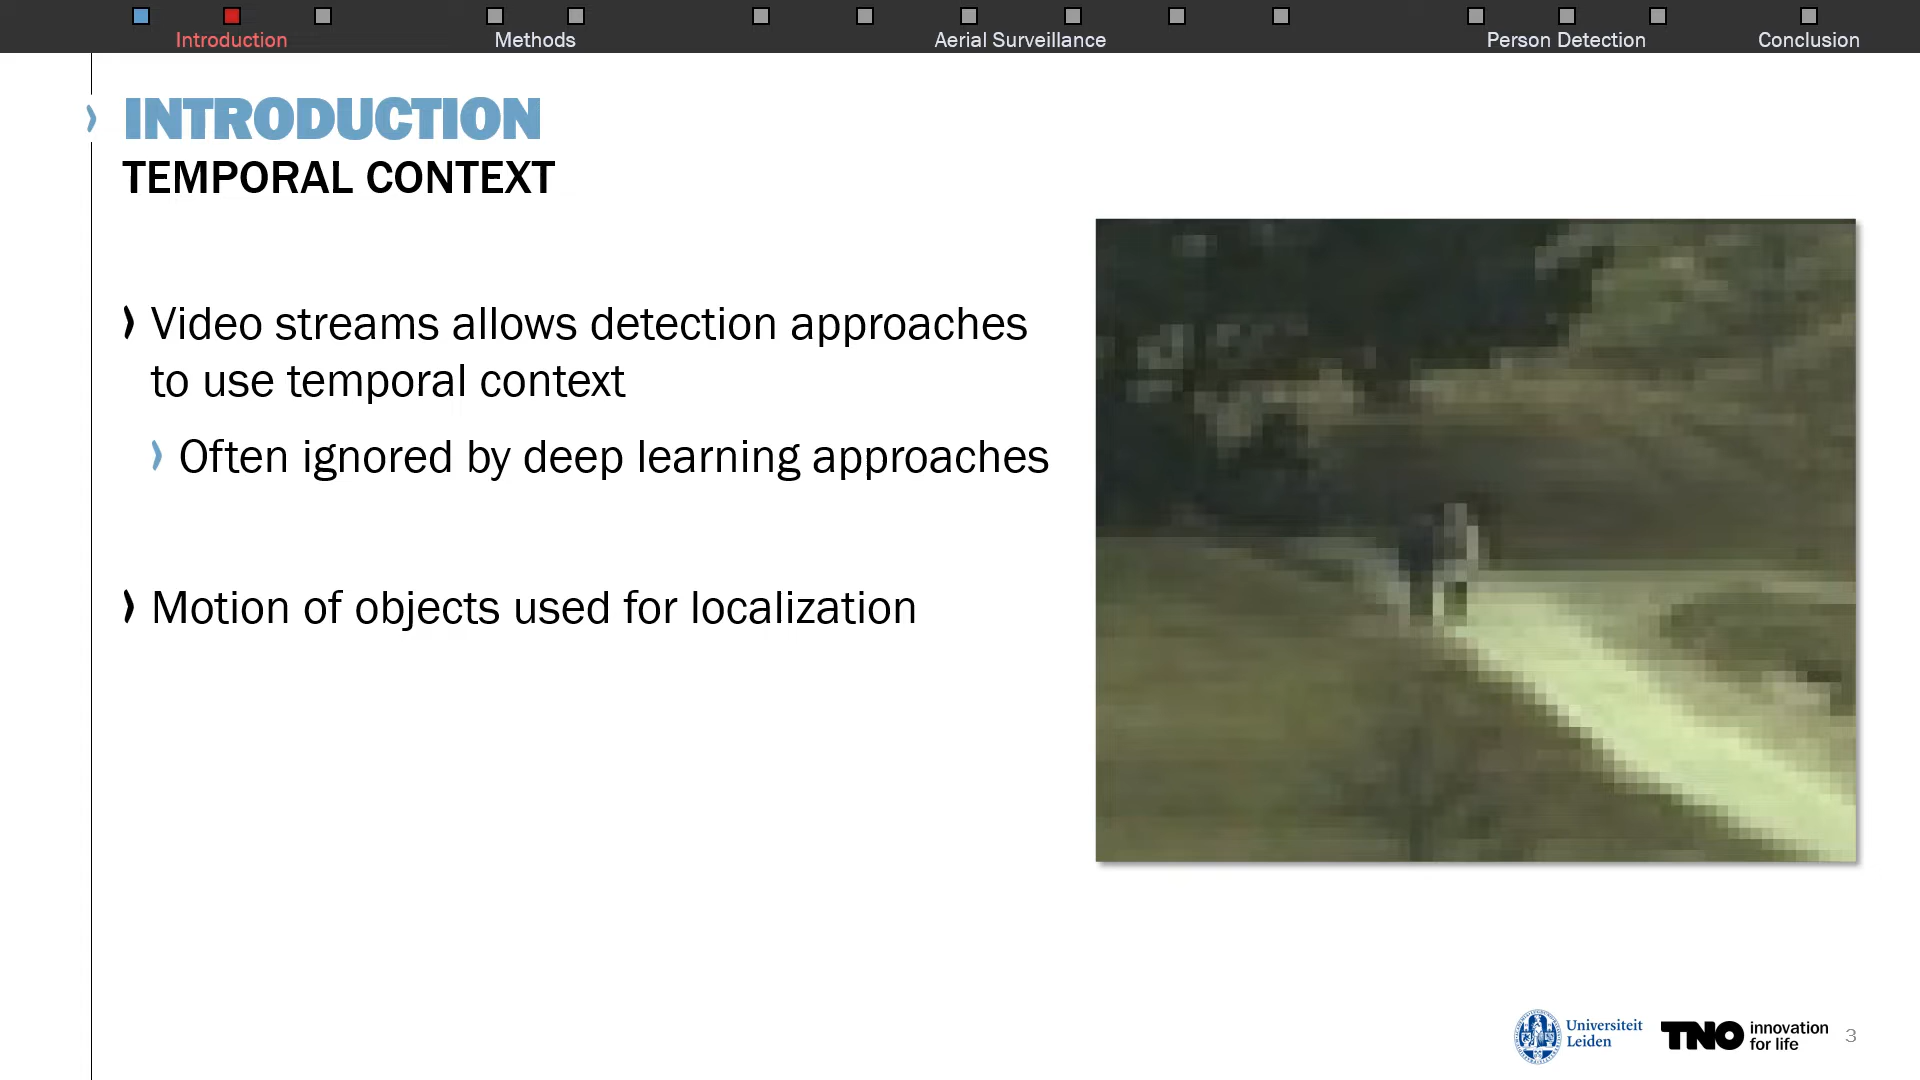 Introduction
Methods
Aerial Surveillance
Person Detection
Conclusion
INTRODUCTION
TEMPORAL CONTEXT
Video streams allows detection approaches
to use temporal context
Often ignored by deep learning approaches
Motion of objects used for localization
Universiteit
Leiden
TNO innovation
for life
3